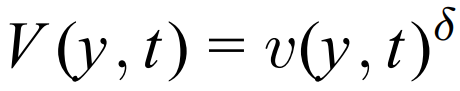 V(y,t) = v(y,t)^δ